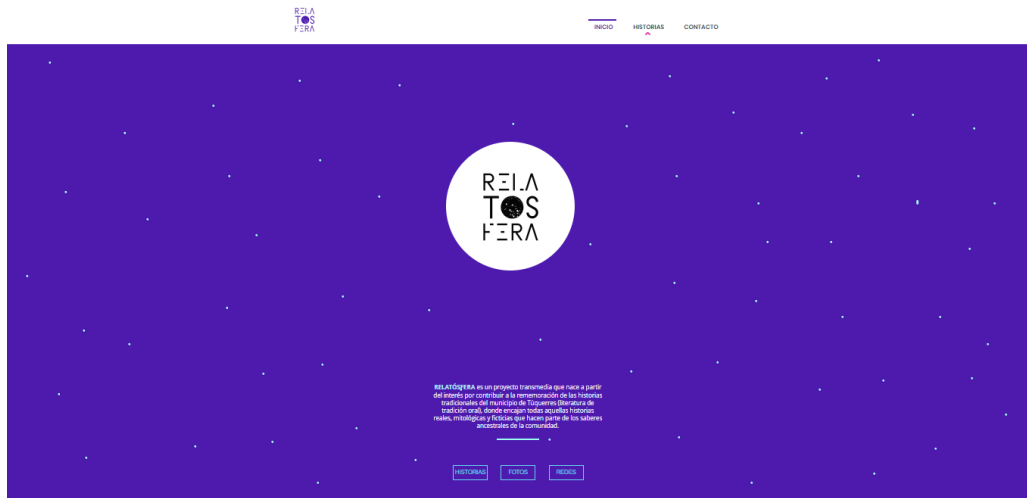 RELA
TOS
FERA
INICIO HISTORIAS CONTACTO
RELA
TOS
FERA
RELATÓSFERA es un proyecto transmedia que nace a partir
del interés por contribuir a la rememoración de las historias
tradicionales del municipio de Túquerres (literatura de
tradición oral), donde encajan todas aquellas historias
reales, mitológicas y ficticias que hacen parte de los saberes
ancestrales de la comunidad.
HISTORIAS FOTOS REDES